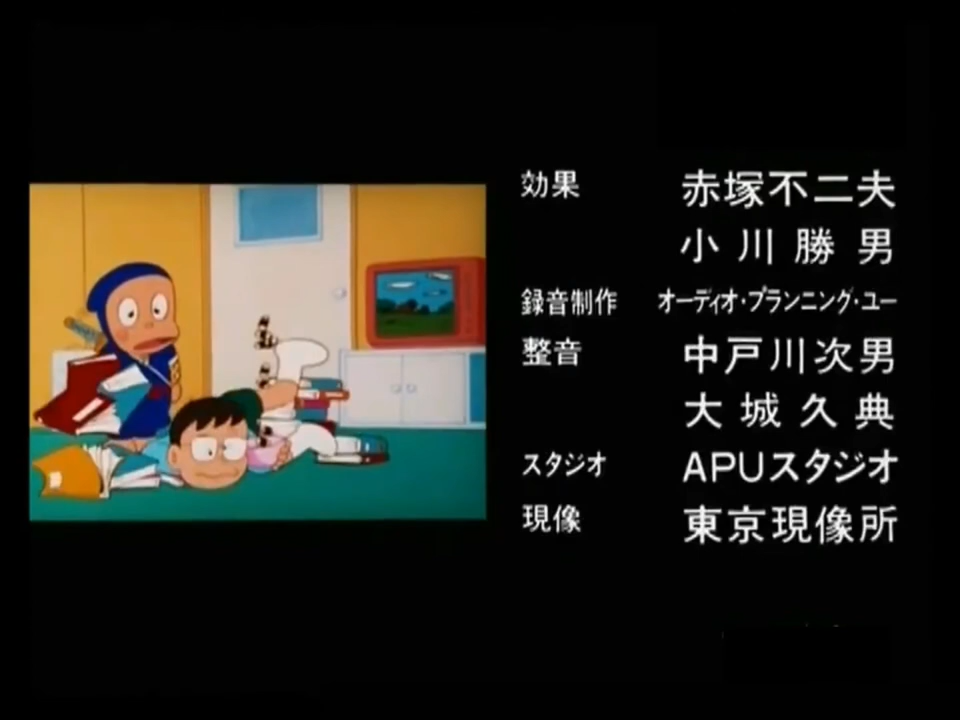 効果 赤塚不二夫
小川勝男
録音制作 オーディオ・プランニング・ユー
整音 中戸川次男
大城久典
スタジオ APUスタジオ
現像 東京現像所